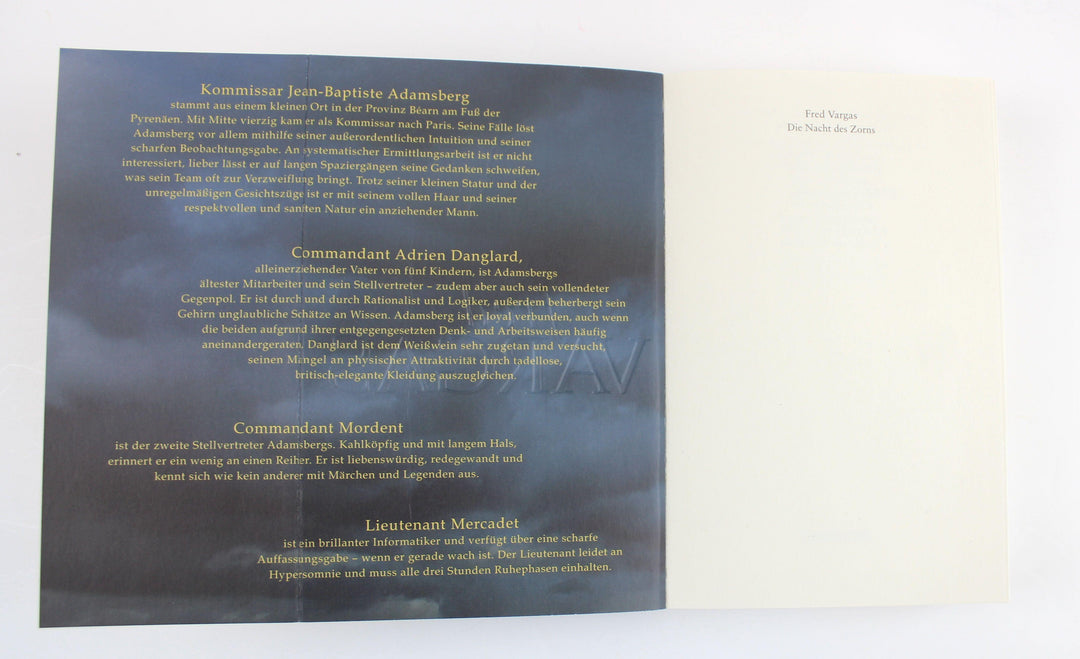 Kommissar Jean-Baptiste Adamsberg
stammt aus einem kleinen Ort in der Provinz Béarn am Fuß der
Pyrenäen. Mit Mitte vierzig kam er als Kommissar nach Paris. Seine Fälle löst
Adamsberg vor allem mithilfe seiner außerordentlichen Intuition und seiner
scharfen Beobachtungsgabe. An systematischer Ermittlungsarbeit ist er nicht
interessiert, lieber lässt er auf langen Spaziergängen seine Gedanken schweifen,
was sein Team oft zur Verzweiflung bringt. Trotz seiner kleinen Statur und der
unregelmäßigen Gesichtszüge ist er mit seinem vollen Haar und seiner
respektvollen und sanften Natur ein anziehender Mann.
Commandant Adrien Danglard,
alleinerziehender Vater von fünf Kindern, ist Adamsbergs
ältester Mitarbeiter und sein Stellvertreter – zudem aber auch sein vollendeter
Gegenpol. Er ist durch und durch Rationalist und Logiker, außerdem beherbergt sein
Gehirn unglaubliche Schätze an Wissen. Adamsberg ist er loyal verbunden, auch wenn
die beiden aufgrund ihrer entgegengesetzten Denk- und Arbeitsweisen häufig
aneinandergeraten. Danglard ist dem Weißwein sehr zugetan und versucht,
seinen Mangel an physischer Attraktivität durch tadellose,
britisch-elegante Kleidung auszugleichen.
Commandant Mordent
ist der zweite Stellvertreter Adamsbergs. Kahlköpfig und mit langem Hals,
erinnert er ein wenig an einen Reiher. Er ist liebenswürdig, redegewandt und
kennt sich wie kein anderer mit Märchen und Legenden aus.
Lieutenant Mercadet
ist ein brillanter Informatiker und verfügt über eine scharfe
Auffassungsgabe – wenn er gerade wach ist. Der Lieutenant leidet an
Hypersomnie und muss alle drei Stunden Ruhephasen einhalten.
Fred Vargas
Die Nacht des Zorns